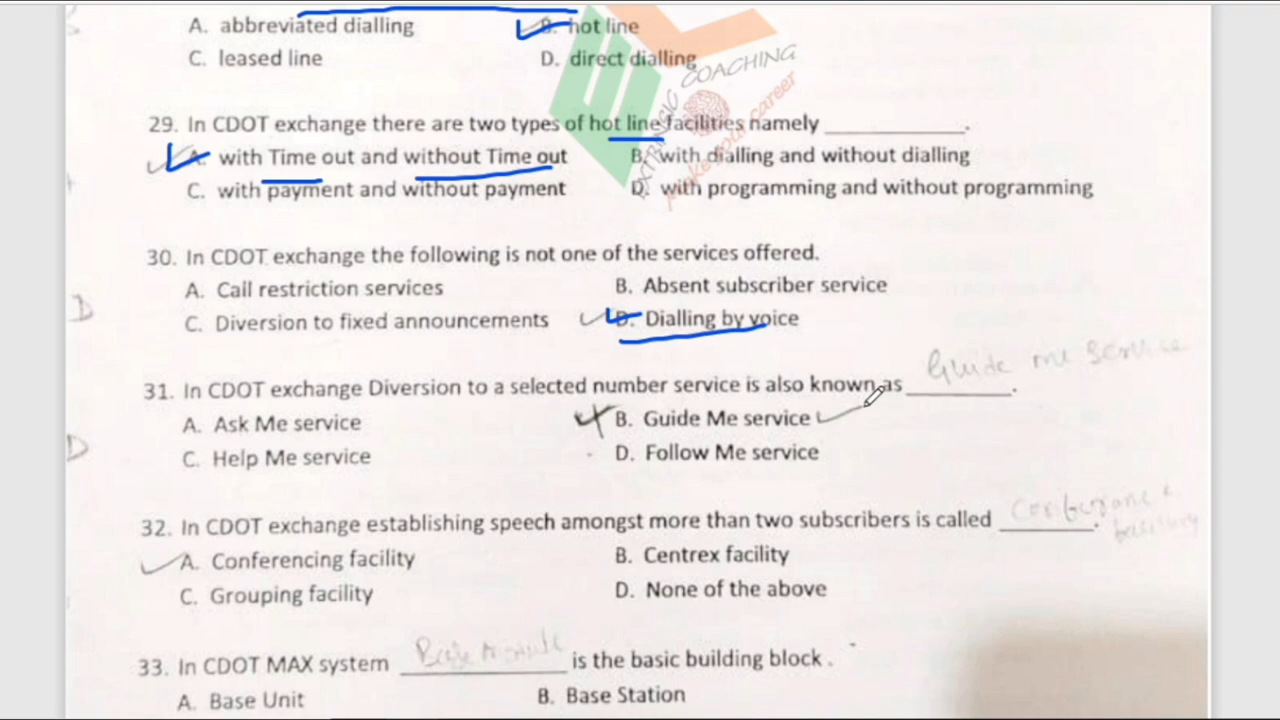 A. abbreviated dialling B. hot line
C. leased line D. direct dialling
EXTRINSIC COACHING
make your career
29. In CDOT exchange there are two types of hot line facilities namely ____________.
A. with Time out and without Time out B. with dialling and without dialling
C. with payment and without payment D. with programming and without programming
30. In CDOT exchange the following is not one of the services offered.
A. Call restriction services B. Absent subscriber service
D
C. Diversion to fixed announcements D. Dialling by voice
Guide me Service
31. In CDOT exchange Diversion to a selected number service is also known as _________.
A. Ask Me service B. Guide Me service
D
C. Help Me service D. Follow Me service
32. In CDOT exchange establishing speech amongst more than two subscribers is called ________.
A. Conferencing facility B. Centrex facility
C. Grouping facility D. None of the above
33. In CDOT MAX system ______________ is the basic building block .
A. Base Unit B. Base Station